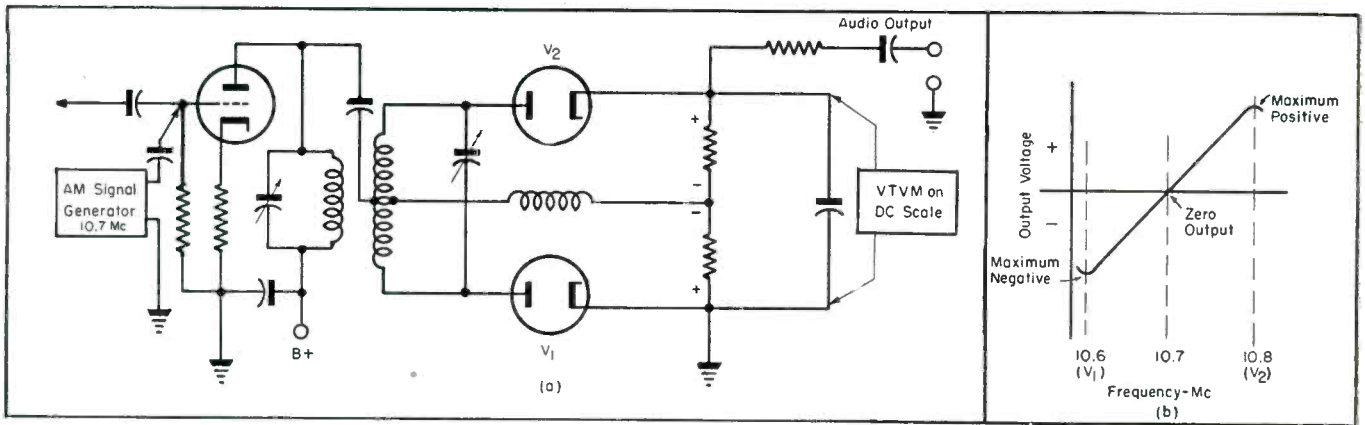 Audio Output
V2
AM Signal
Generator
10.7 Mc
B+
+
−
−
+
VTVM on
DC Scale
V1
(a)
Output Voltage
+
−
Maximum
Positive
Zero
Output
Maximum
Negative
10.6
(V1)
10.7
10.8
(V2)
Frequency-Mc
(b)